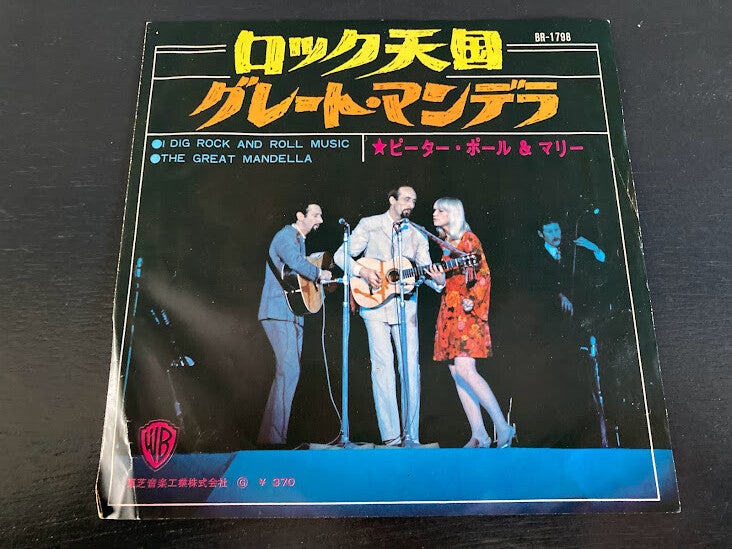 BR-1798
ロック天国
グレート・マンデラ
●I DIG ROCK AND ROLL MUSIC
●THE GREAT MANDELLA
★ピーター・ポール & マリー
WB
東芝音楽工業株式会社 Ⓖ ¥ 370